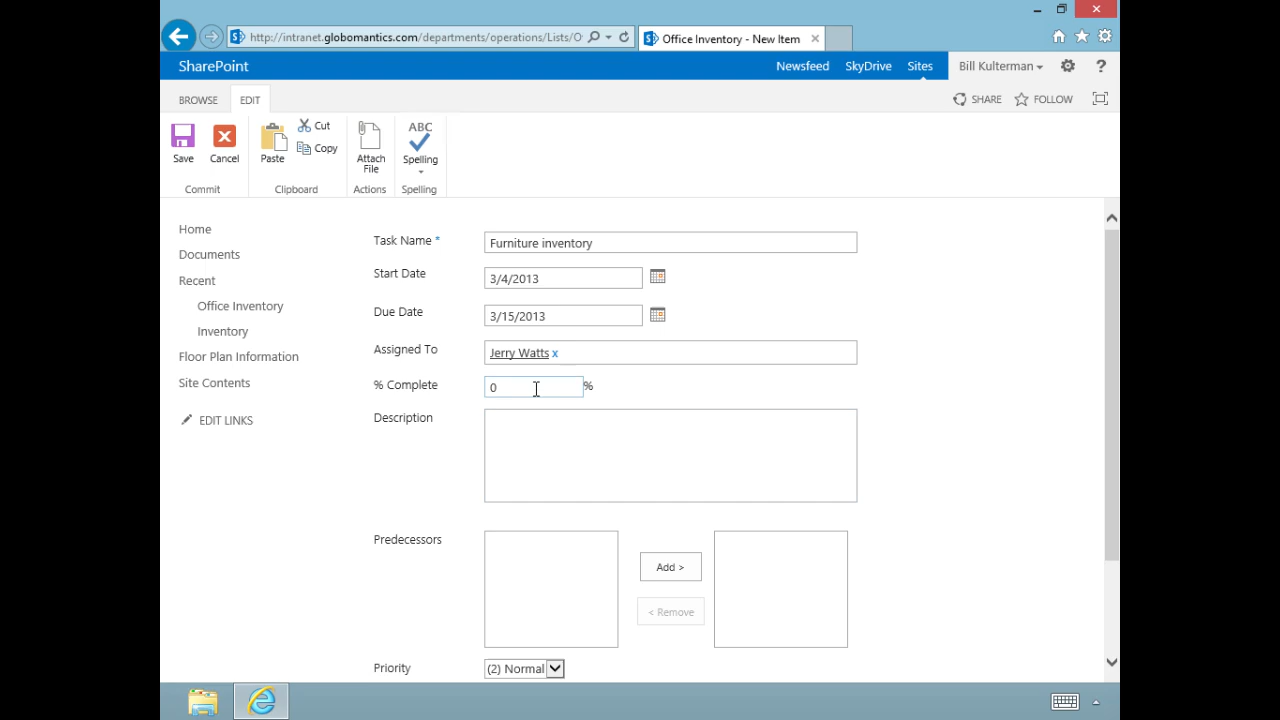 http://intranet.globomantics.com/departments/operations/Lists/O
Office Inventory - New Item
SharePoint
Newsfeed
SkyDrive
Sites
Bill Kulterman
?
BROWSE
EDIT
SHARE
FOLLOW
Save
Cancel
Paste
Cut
Copy
Attach
File
ABC
Spelling
Commit
Clipboard
Actions
Spelling
Home
Documents
Recent
Office Inventory
Inventory
Floor Plan Information
Site Contents
EDIT LINKS
Task Name *
Furniture inventory
Start Date
3/4/2013
Due Date
3/15/2013
Assigned To
Jerry Watts x
% Complete
0
%
Description
Predecessors
Add >
< Remove
Priority
(2) Normal